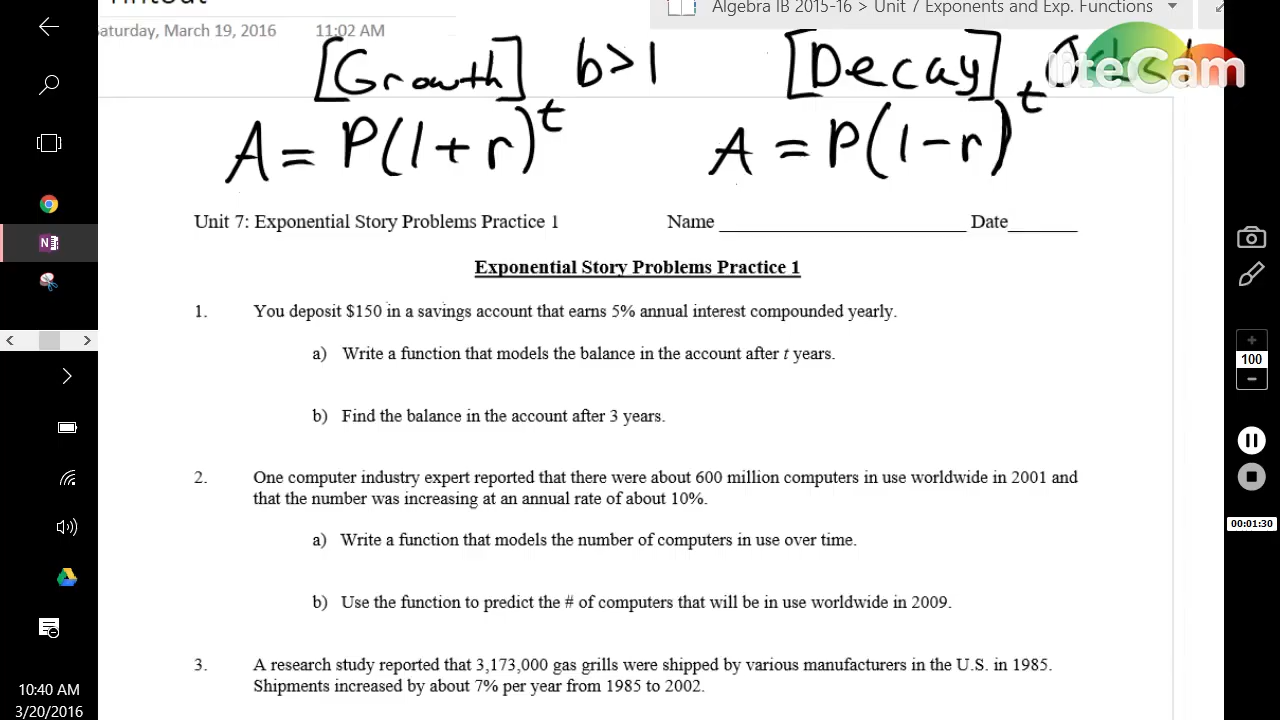 Saturday, March 19, 2016 11:02 AM
Algebra IB 2015-16 > Unit 7 Exponents and Exp. Functions
[Growth] b>1 [Decay]
liteCam
A = P(1+r)^t A = P(1-r)^t
Unit 7: Exponential Story Problems Practice 1 Name ____ Date____
Exponential Story Problems Practice 1
1. You deposit $150 in a savings account that earns 5% annual interest compounded yearly.
a) Write a function that models the balance in the account after t years.
b) Find the balance in the account after 3 years.
2. One computer industry expert reported that there were about 600 million computers in use worldwide in 2001 and
that the number was increasing at an annual rate of about 10%.
a) Write a function that models the number of computers in use over time.
b) Use the function to predict the # of computers that will be in use worldwide in 2009.
3. A research study reported that 3,173,000 gas grills were shipped by various manufacturers in the U.S. in 1985.
Shipments increased by about 7% per year from 1985 to 2002.
100
00:01:30
10:40 AM
3/20/2016